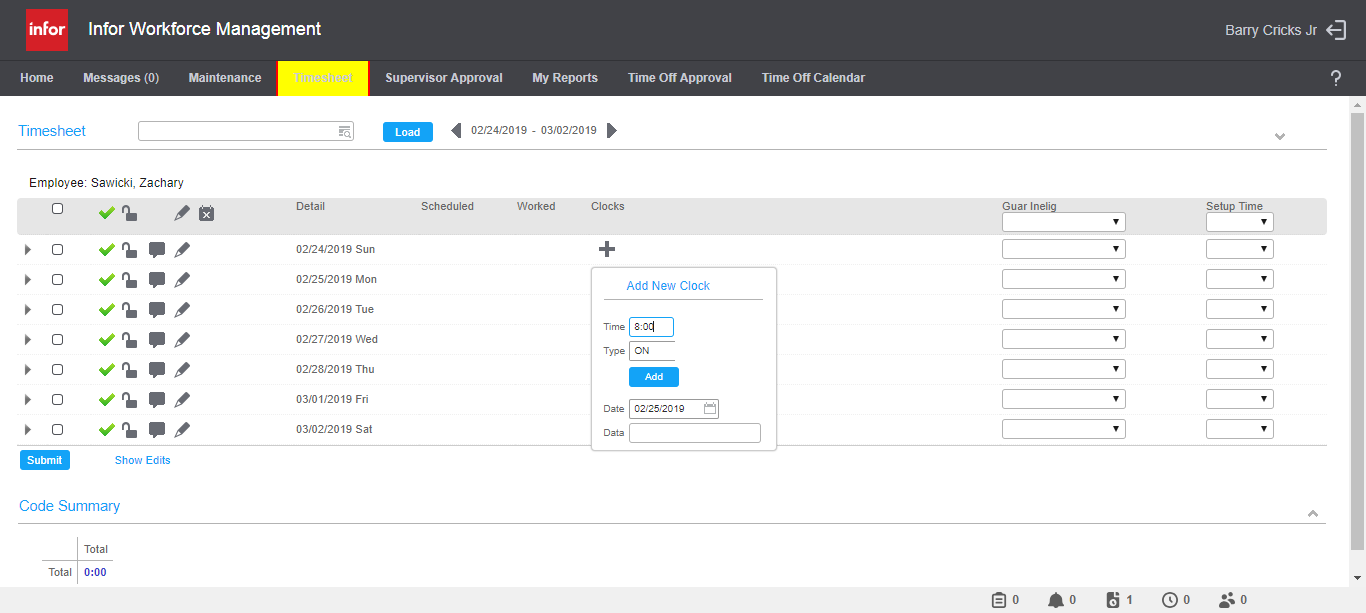 infor Infor Workforce Management Barry Cricks Jr
Home Messages (0) Maintenance Timesheet Supervisor Approval My Reports Time Off Approval Time Off Calendar ?
Timesheet Load 02/24/2019 - 03/02/2019
Employee: Sawicki, Zachary
Detail Scheduled Worked Clocks Guar Inelig Setup Time
02/24/2019 Sun
02/25/2019 Mon
02/26/2019 Tue
02/27/2019 Wed
02/28/2019 Thu
03/01/2019 Fri
03/02/2019 Sat
Add New Clock
Time 8:00
Type ON
Add
Date 02/25/2019
Data
Submit Show Edits
Code Summary
Total
Total 0:00
0 0 1 0 0